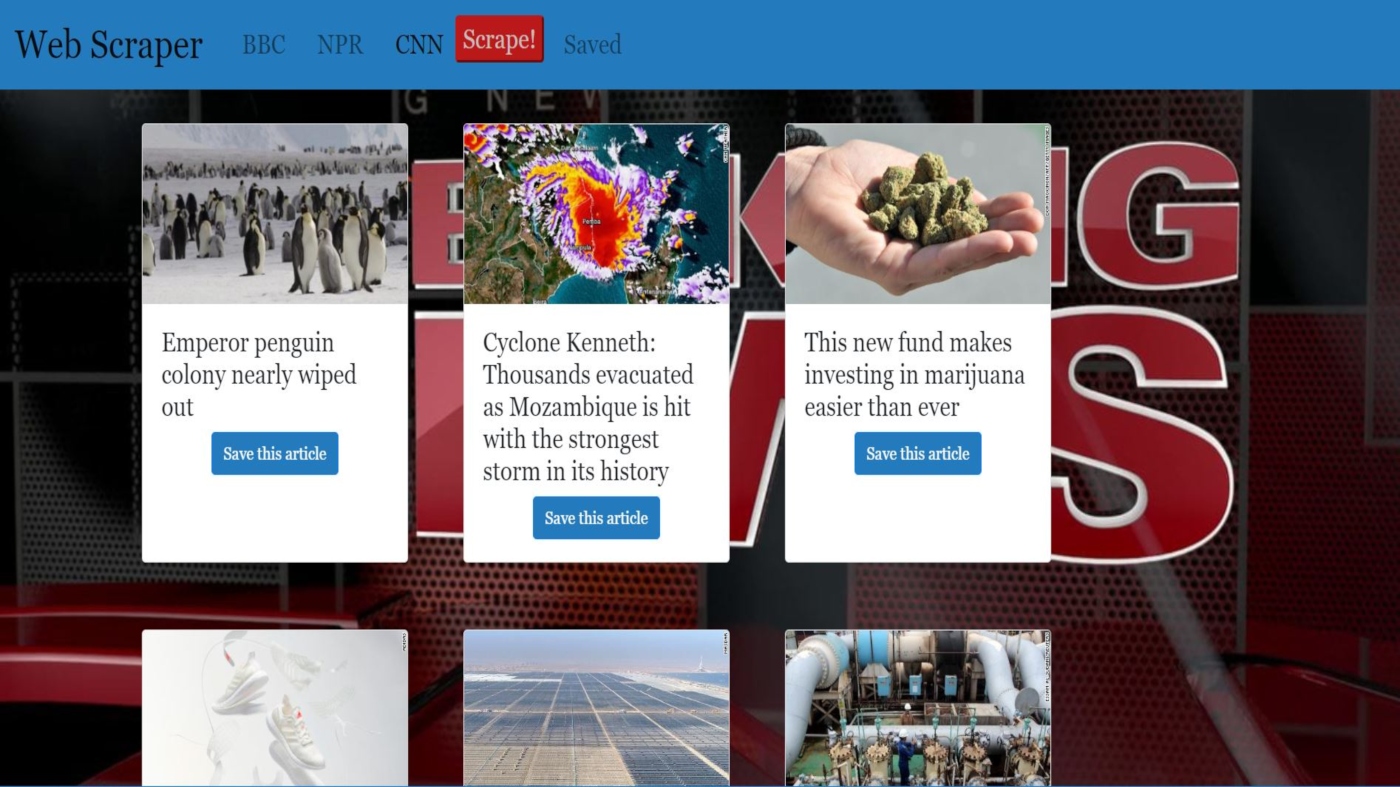 Web Scraper BBC NPR CNN Scrape! Saved
G NEW
Emperor penguin
colony nearly wiped
out
Save this article
Pemba
Cyclone Kenneth:
Thousands evacuated
as Mozambique is hit
with the strongest
storm in its history
Save this article
This new fund makes
investing in marijuana
easier than ever
Save this article
G
S